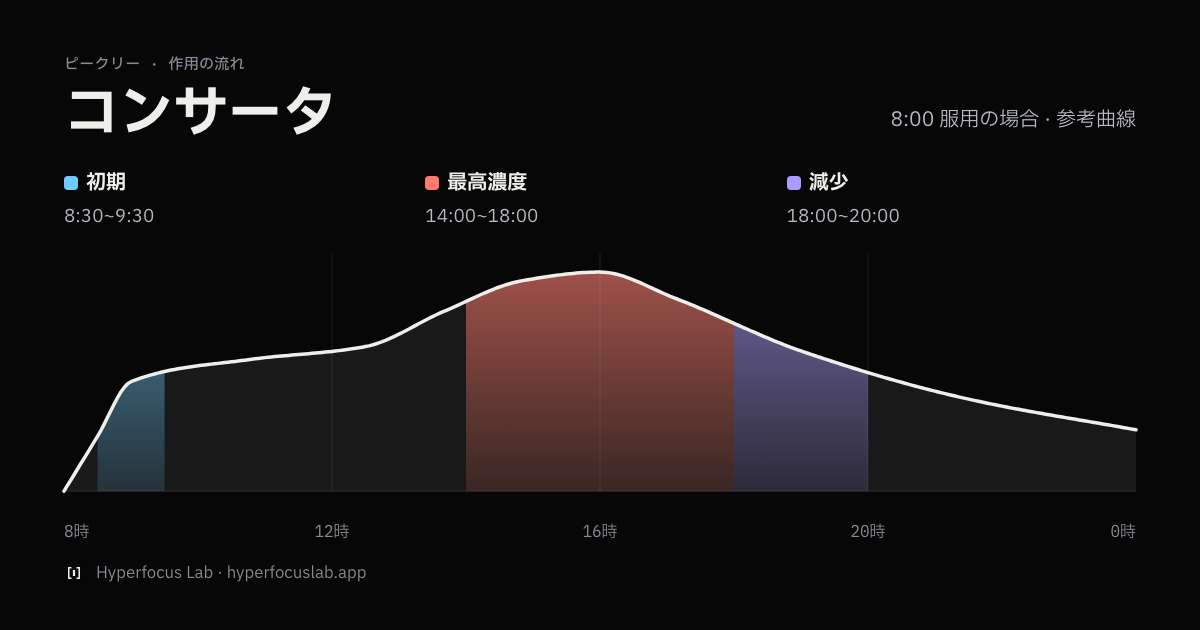 ピークリー · 作用の流れ
コンサータ
8:00 服用の場合 · 参考曲線
初期
8:30~9:30
最高濃度
14:00~18:00
減少
18:00~20:00
8時
12時
16時
20時
0時
Hyperfocus Lab · hyperfocuslab.app